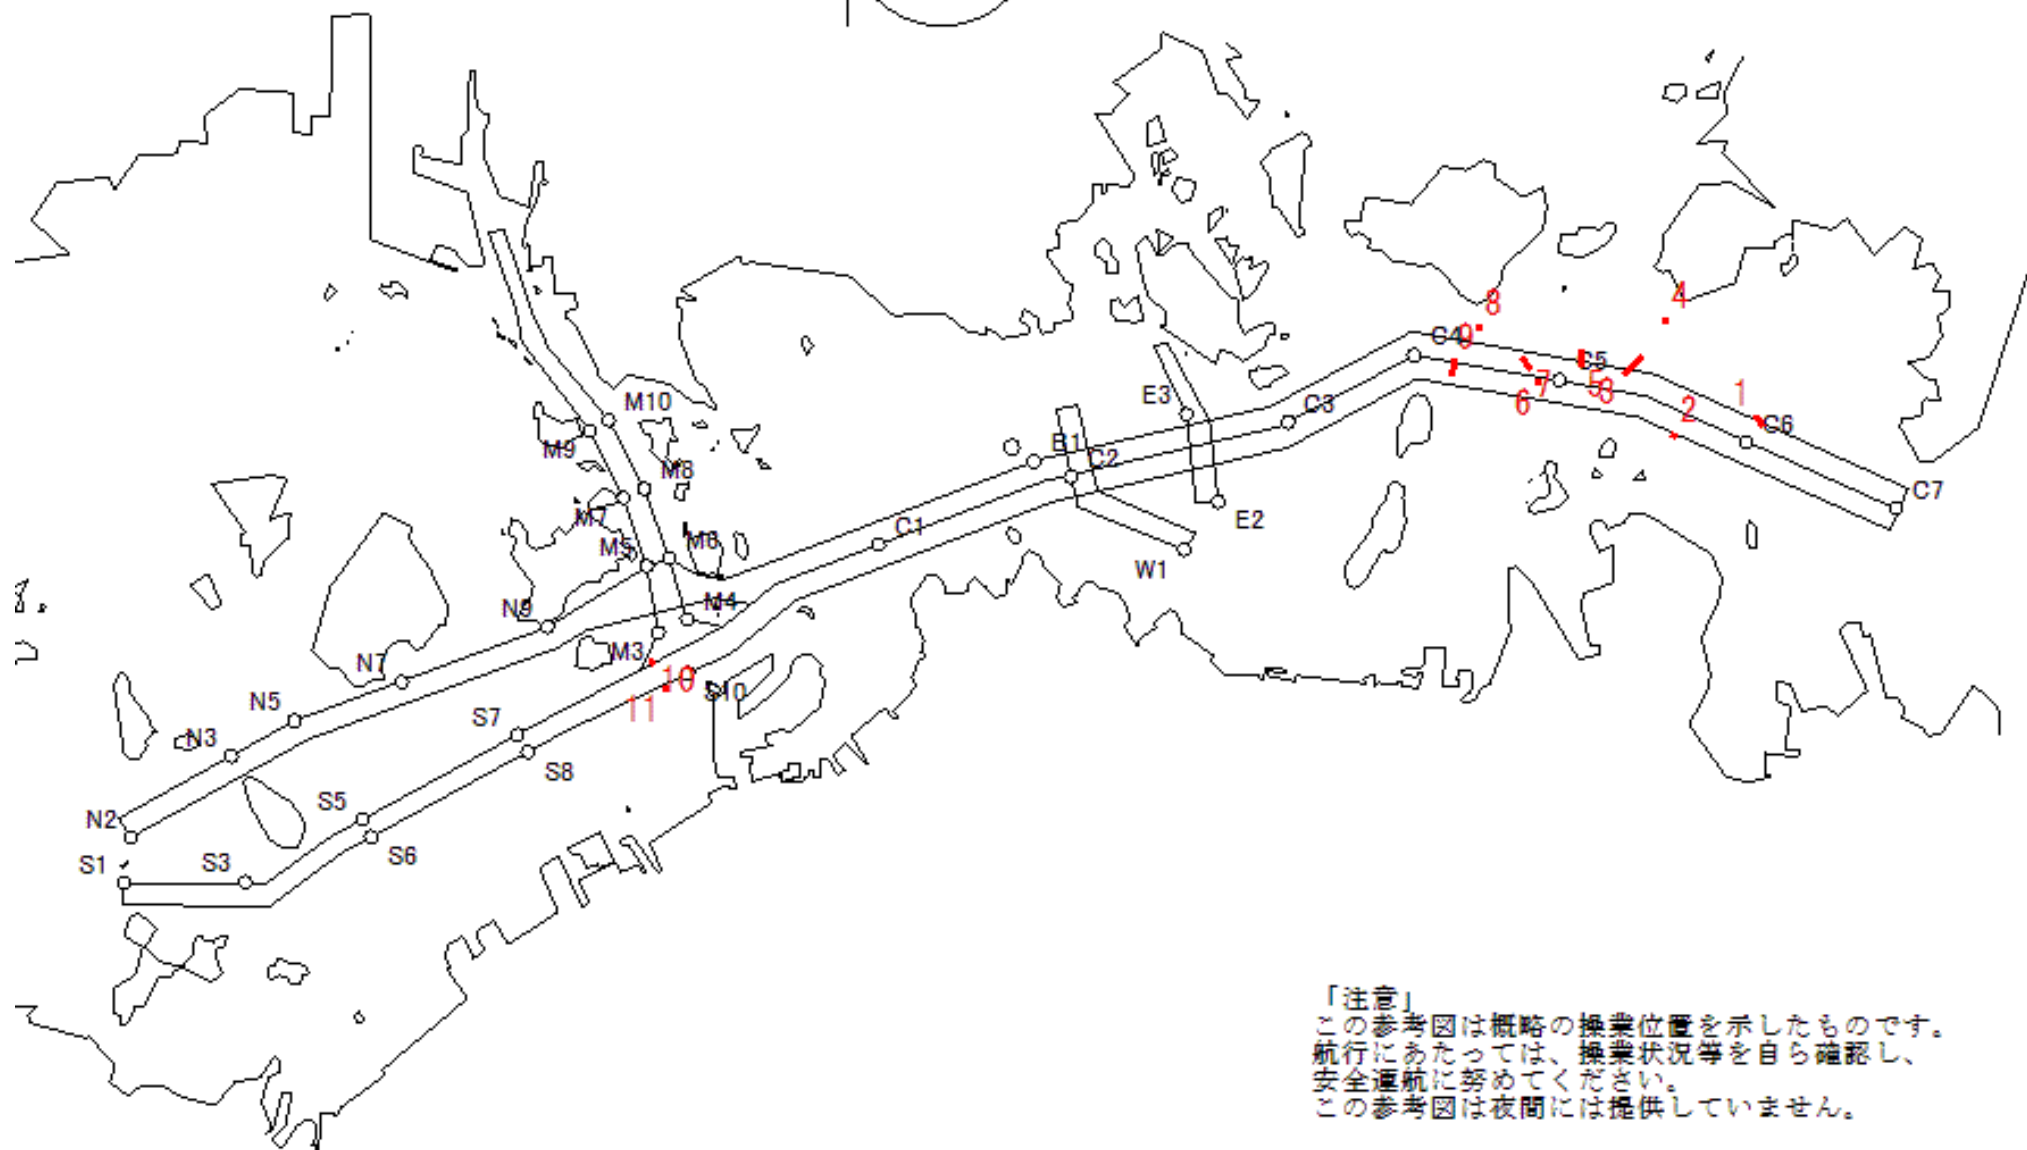 8
4
C4
9
C5
M10
E3
7
5
3
1
6
2
C6
C3
M9
B1
C2
M8
C7
M7
E2
C1
M5
M6
W1
N9
M4
N7
M3
10
S10
11
N5
S7
N3
S8
S5
N2
S6
S1
S3
「注意」
この参考図は概略の操業位置を示したものです。
航行にあたっては、操業状況等を自ら確認し、
安全運航に努めてください。
この参考図は夜間には提供していません。